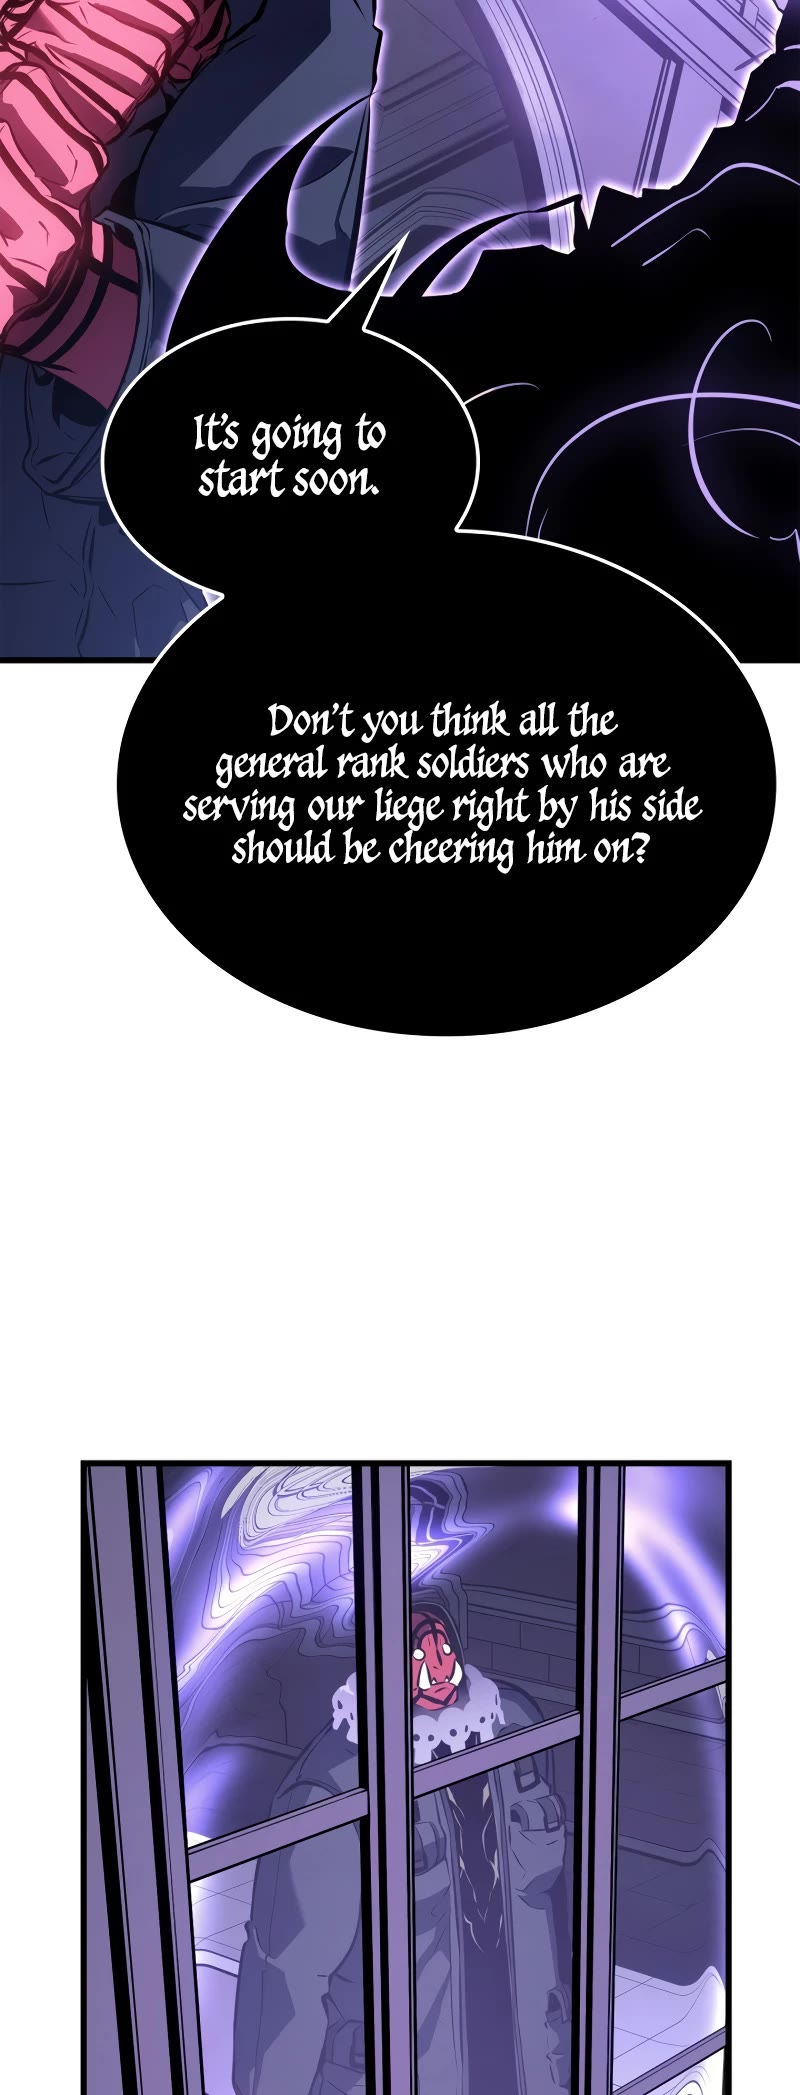 It's going to
start soon.
Don't you think all the
general rank soldiers who are
serving our liege right by his side
should be cheering him on?